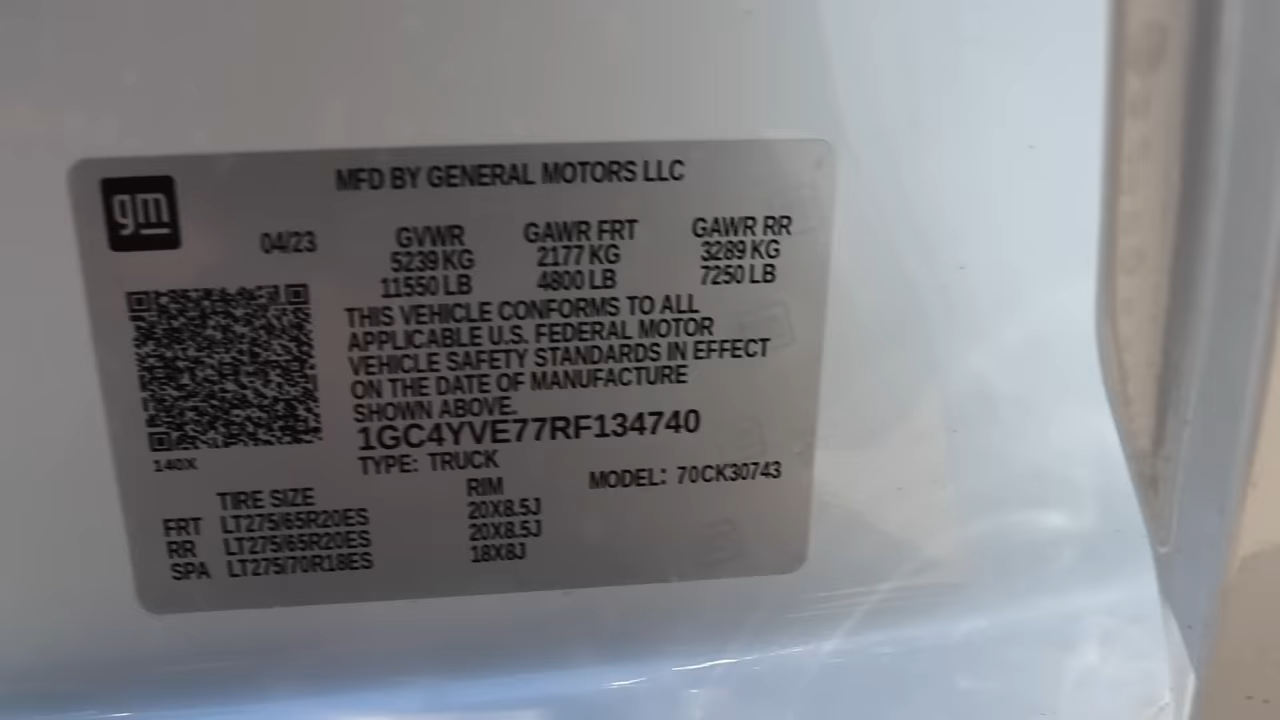 gm
MFD BY GENERAL MOTORS LLC
04/23
GVWR GAWR FRT GAWR RR
5239 KG 2177 KG 3289 KG
11550 LB 4800 LB 7250 LB
THIS VEHICLE CONFORMS TO ALL
APPLICABLE U.S. FEDERAL MOTOR
VEHICLE SAFETY STANDARDS IN EFFECT
ON THE DATE OF MANUFACTURE
SHOWN ABOVE.
1GC4YVE77RF134740
140X
TYPE: TRUCK
MODEL: 70CK30743
TIRE SIZE RIM
FRT LT275/65R20ES 20X8.5J
RR LT275/65R20ES 20X8.5J
SPA LT275/70R18ES 18X8J